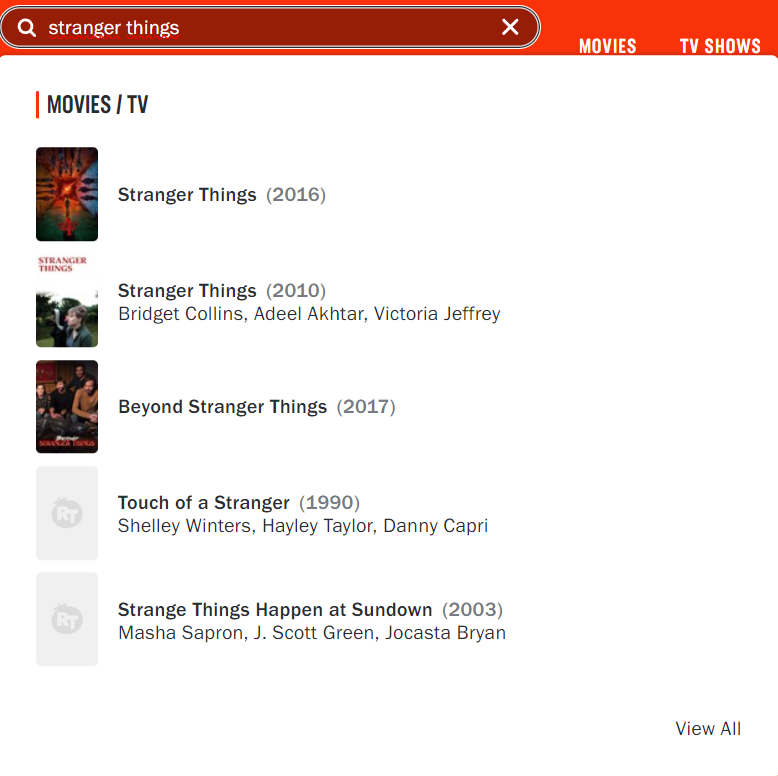 stranger things
MOVIES
TV SHOWS
MOVIES / TV
Stranger Things (2016)
4
STRANGER
THINGS
Stranger Things (2010)
Bridget Collins, Adeel Akhtar, Victoria Jeffrey
Beyond Stranger Things (2017)
STRANGER THINGS
RT
Touch of a Stranger (1990)
Shelley Winters, Hayley Taylor, Danny Capri
RT
Strange Things Happen at Sundown (2003)
Masha Sapron, J. Scott Green, Jocasta Bryan
View All